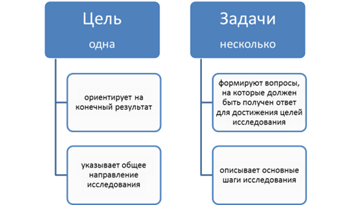 Цель
одна
ориентирует на
конечный результат
указывает общее
направление
исследования
Задачи
несколько
формируют вопросы,
на которые должен
быть получен ответ
для достижения целей
исследования
описывает основные
шаги исследования